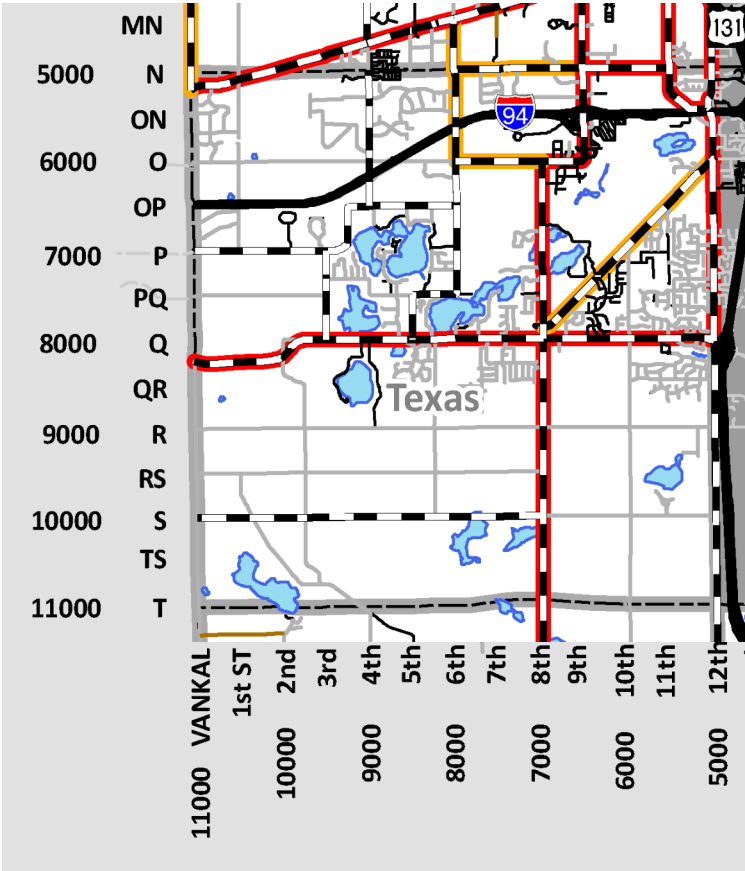 MN
131
5000 N
ON
94
6000 O
OP
7000 P
PQ
8000 Q
QR
Texas
9000 R
RS
10000 S
TS
11000 T
VANKAL 1st ST 2nd 3rd 4th 5th 6th 7th 8th 9th 10th 11th 12th
11000 10000 9000 8000 7000 6000 5000